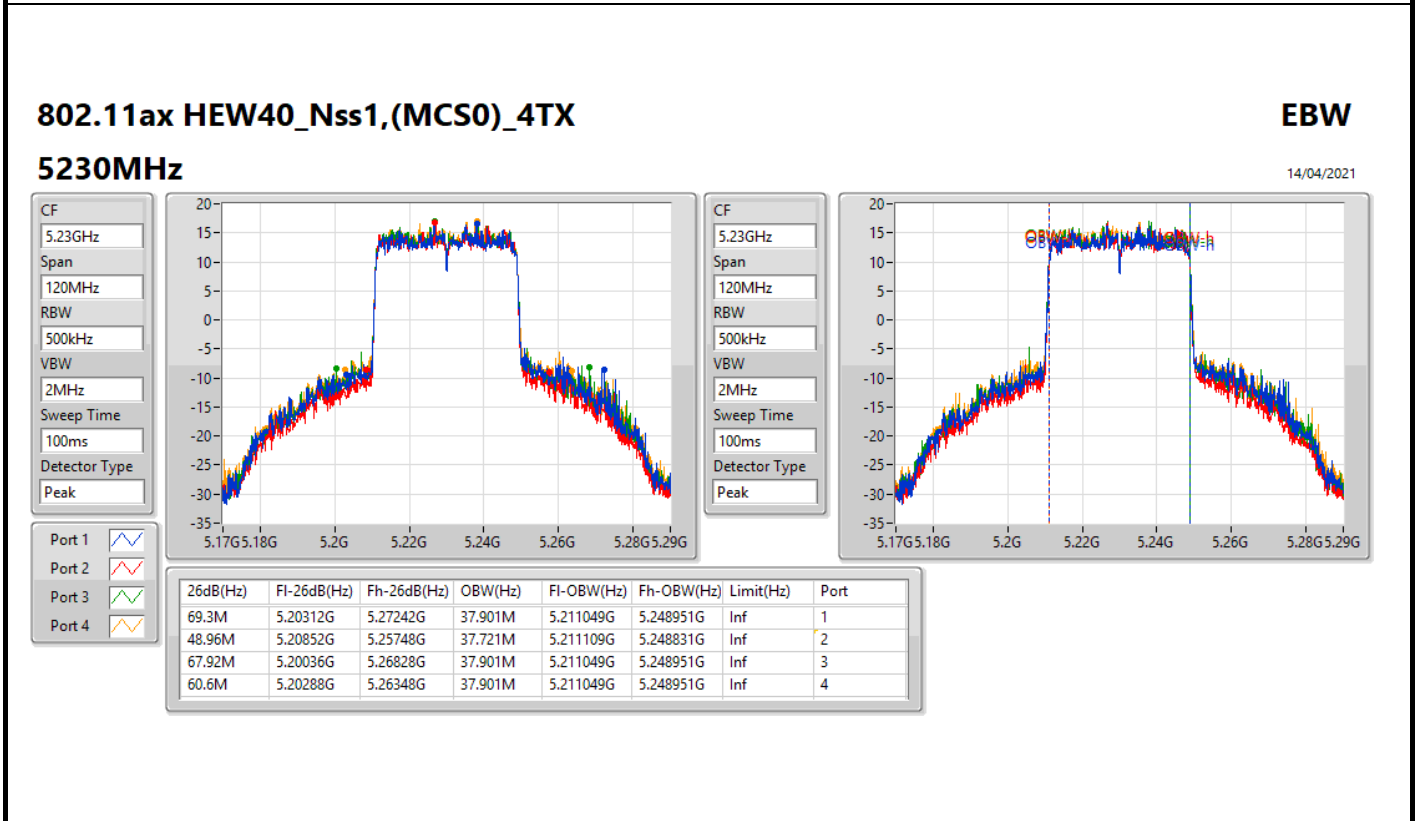 802.11ax HEW40_Nss1,(MCS0)_4TX
EBW
5230MHz
14/04/2021
CF
5.23GHz
Span
120MHz
RBW
500kHz
VBW
2MHz
Sweep Time
100ms
Detector Type
Peak
20
15
10
5
0
-5
-10
-15
-20
-25
-30
-35
5.17G 5.18G 5.2G 5.22G 5.24G 5.26G 5.28G 5.29G
CF
5.23GHz
Span
120MHz
RBW
500kHz
VBW
2MHz
Sweep Time
100ms
Detector Type
Peak
20
15
10
5
0
-5
-10
-15
-20
-25
-30
-35
OBW-h
5.17G 5.18G 5.2G 5.22G 5.24G 5.26G 5.28G 5.29G
Port 1
Port 2
Port 3
Port 4
26dB(Hz) Fl-26dB(Hz) Fh-26dB(Hz) OBW(Hz) Fl-OBW(Hz) Fh-OBW(Hz) Limit(Hz) Port
69.3M 5.20312G 5.27242G 37.901M 5.211049G 5.248951G Inf 1
48.96M 5.20852G 5.25748G 37.721M 5.211109G 5.248831G Inf 2
67.92M 5.20036G 5.26828G 37.901M 5.211049G 5.248951G Inf 3
60.6M 5.20288G 5.26348G 37.901M 5.211049G 5.248951G Inf 4